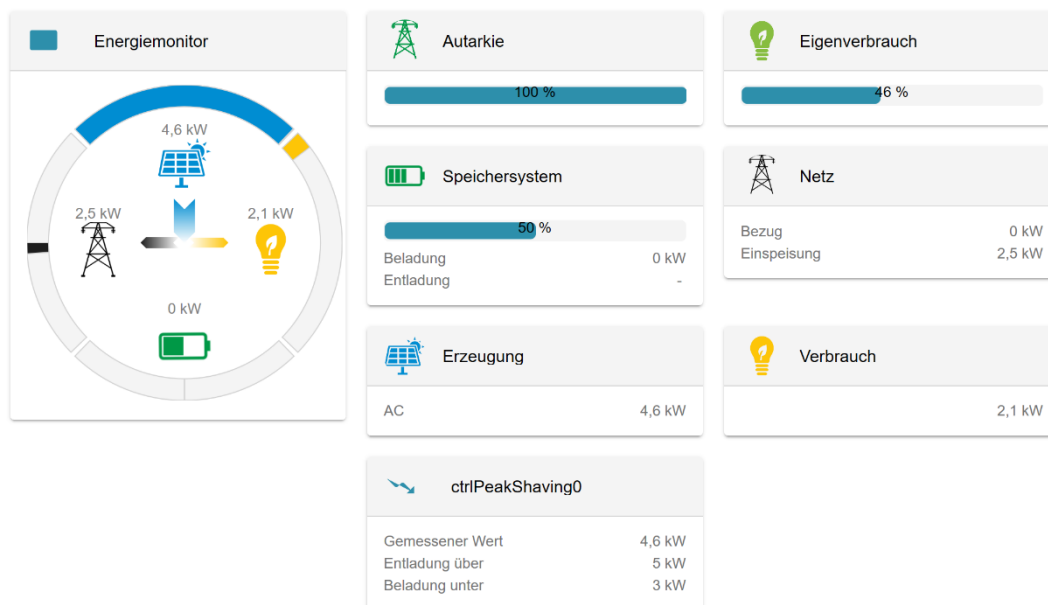 Energiemonitor
4,6 kW
2,5 kW
2,1 kW
0 kW
Autarkie
100 %
Eigenverbrauch
46 %
Speichersystem
50 %
Beladung 0 kW
Entladung -
Netz
Bezug 0 kW
Einspeisung 2,5 kW
Erzeugung
AC 4,6 kW
Verbrauch
2,1 kW
ctrlPeakShaving0
Gemessener Wert 4,6 kW
Entladung über 5 kW
Beladung unter 3 kW